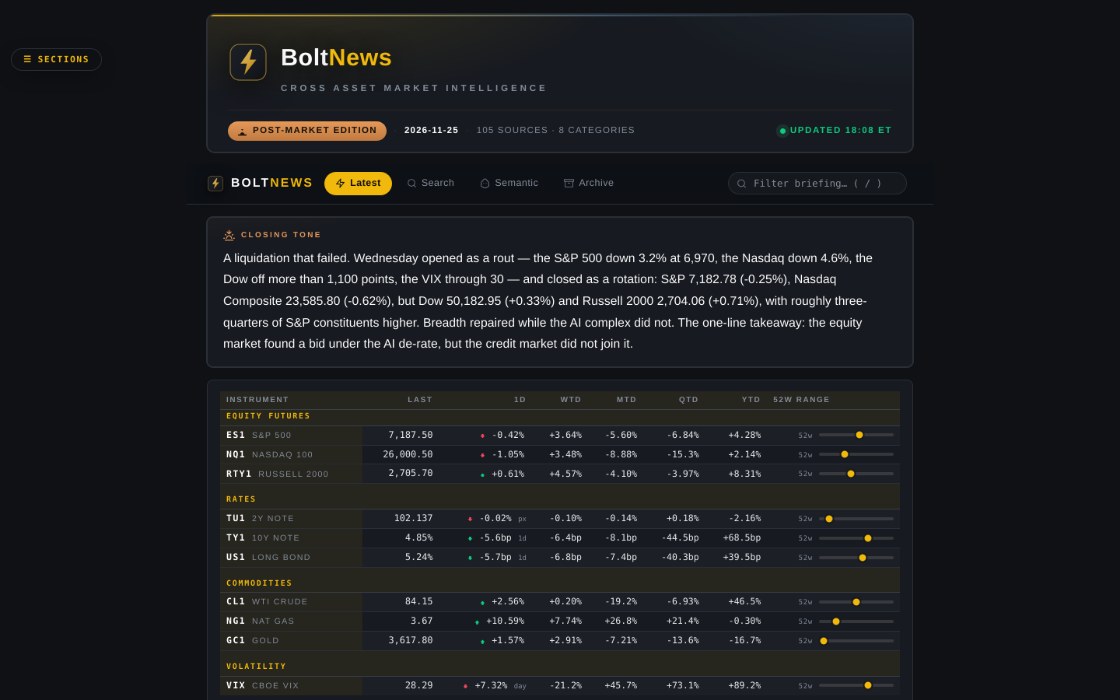 ☰ SECTIONS
BoltNews
CROSS ASSET MARKET INTELLIGENCE
POST-MARKET EDITION 2026-11-25 105 SOURCES · 8 CATEGORIES UPDATED 18:08 ET
BOLTNEWS Latest Search Semantic Archive Filter briefing… ( / )
CLOSING TONE
A liquidation that failed. Wednesday opened as a rout — the S&P 500 down 3.2% at 6,970, the Nasdaq down 4.6%, the
Dow off more than 1,100 points, the VIX through 30 — and closed as a rotation: S&P 7,182.78 (-0.25%), Nasdaq
Composite 23,585.80 (-0.62%), but Dow 50,182.95 (+0.33%) and Russell 2000 2,704.06 (+0.71%), with roughly three-
quarters of S&P constituents higher. Breadth repaired while the AI complex did not. The one-line takeaway: the equity
market found a bid under the AI de-rate, but the credit market did not join it.
INSTRUMENT LAST 1D WTD MTD QTD YTD 52W RANGE
EQUITY FUTURES
ES1 S&P 500 7,187.50 -0.42% +3.64% -5.60% -6.84% +4.28% 52w
NQ1 NASDAQ 100 26,000.50 -1.05% +3.48% -8.88% -15.3% +2.14% 52w
RTY1 RUSSELL 2000 2,705.70 +0.61% +4.57% -4.10% -3.97% +8.31% 52w
RATES
TU1 2Y NOTE 102.137 -0.02% px -0.10% -0.14% +0.18% -2.16% 52w
TY1 10Y NOTE 4.85% -5.6bp 1d -6.4bp -8.1bp -44.5bp +68.5bp 52w
US1 LONG BOND 5.24% -5.7bp 1d -6.8bp -7.4bp -40.3bp +39.5bp 52w
COMMODITIES
CL1 WTI CRUDE 84.15 +2.56% +0.20% -19.2% -6.93% +46.5% 52w
NG1 NAT GAS 3.67 +10.59% +7.74% +26.8% +21.4% -0.30% 52w
GC1 GOLD 3,617.80 +1.57% +2.91% -7.21% -13.6% -16.7% 52w
VOLATILITY
VIX CBOE VIX 28.29 +7.32% day -21.2% +45.7% +73.1% +89.2% 52w